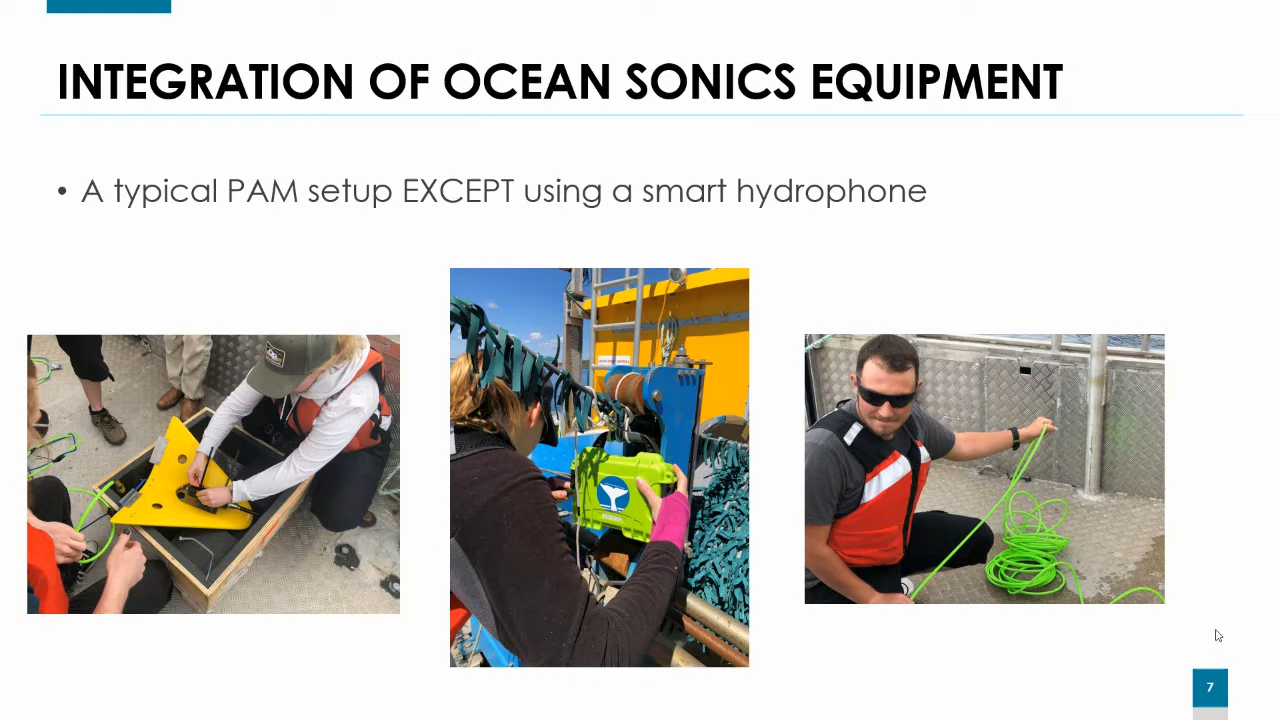 INTEGRATION OF OCEAN SONICS EQUIPMENT
• A typical PAM setup EXCEPT using a smart hydrophone
7